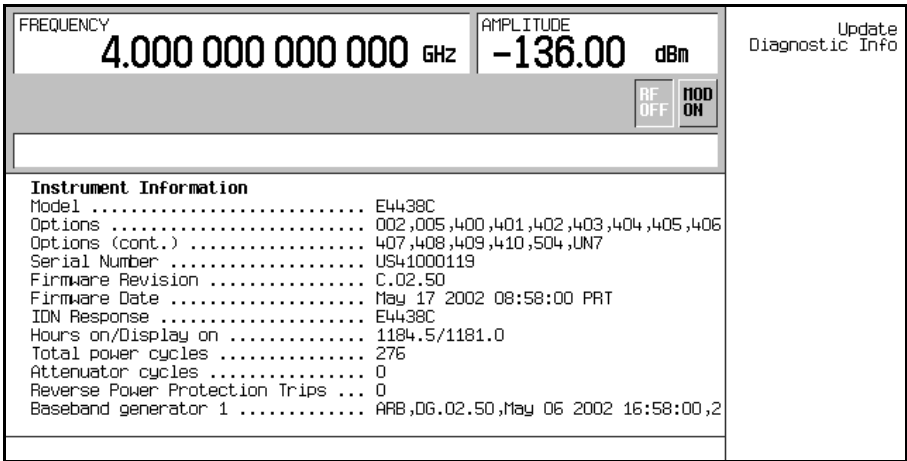 FREQUENCY
4.000 000 000 000 GHz
AMPLITUDE
-136.00 dBm
Update
Diagnostic Info
RF
OFF
MOD
ON
Instrument Information
Model ........................... E4438C
Options ......................... 002,005,400,401,402,403,404,405,406
Options (cont.) ................. 407,408,409,410,504,UN7
Serial Number ................... US41000119
Firmware Revision ............... C.02.50
Firmware Date ................... May 17 2002 08:58:00 PRT
IDN Response .................... E4438C
Hours on/Display on ............. 1184.5/1181.0
Total power cycles .............. 276
Attenuator cycles ............... 0
Reverse Power Protection Trips ... 0
Baseband generator 1 ............ ARB,DG.02.50,May 06 2002 16:58:00,2